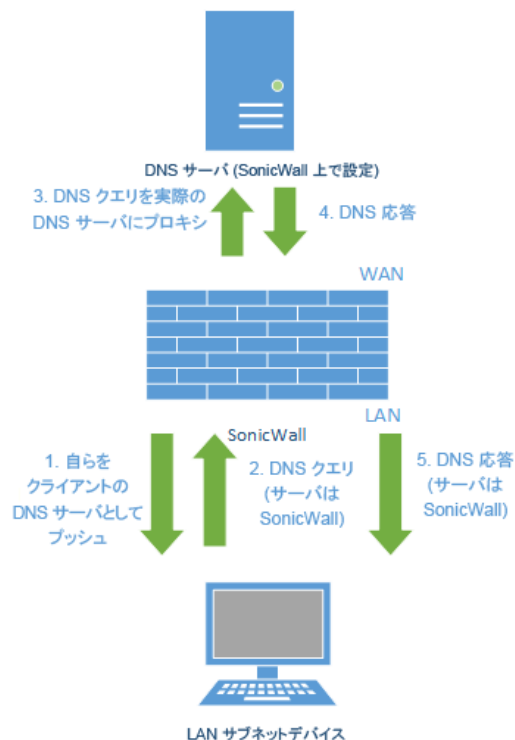 DNS サーバ (SonicWall 上で設定)
3. DNS クエリを実際の
DNS サーバにプロキシ
4. DNS 応答
WAN
LAN
SonicWall
1. 自らを
クライアントの
DNS サーバとして
プッシュ
2. DNS クエリ
(サーバは
SonicWall)
5. DNS 応答
(サーバは
SonicWall)
LAN サブネットデバイス